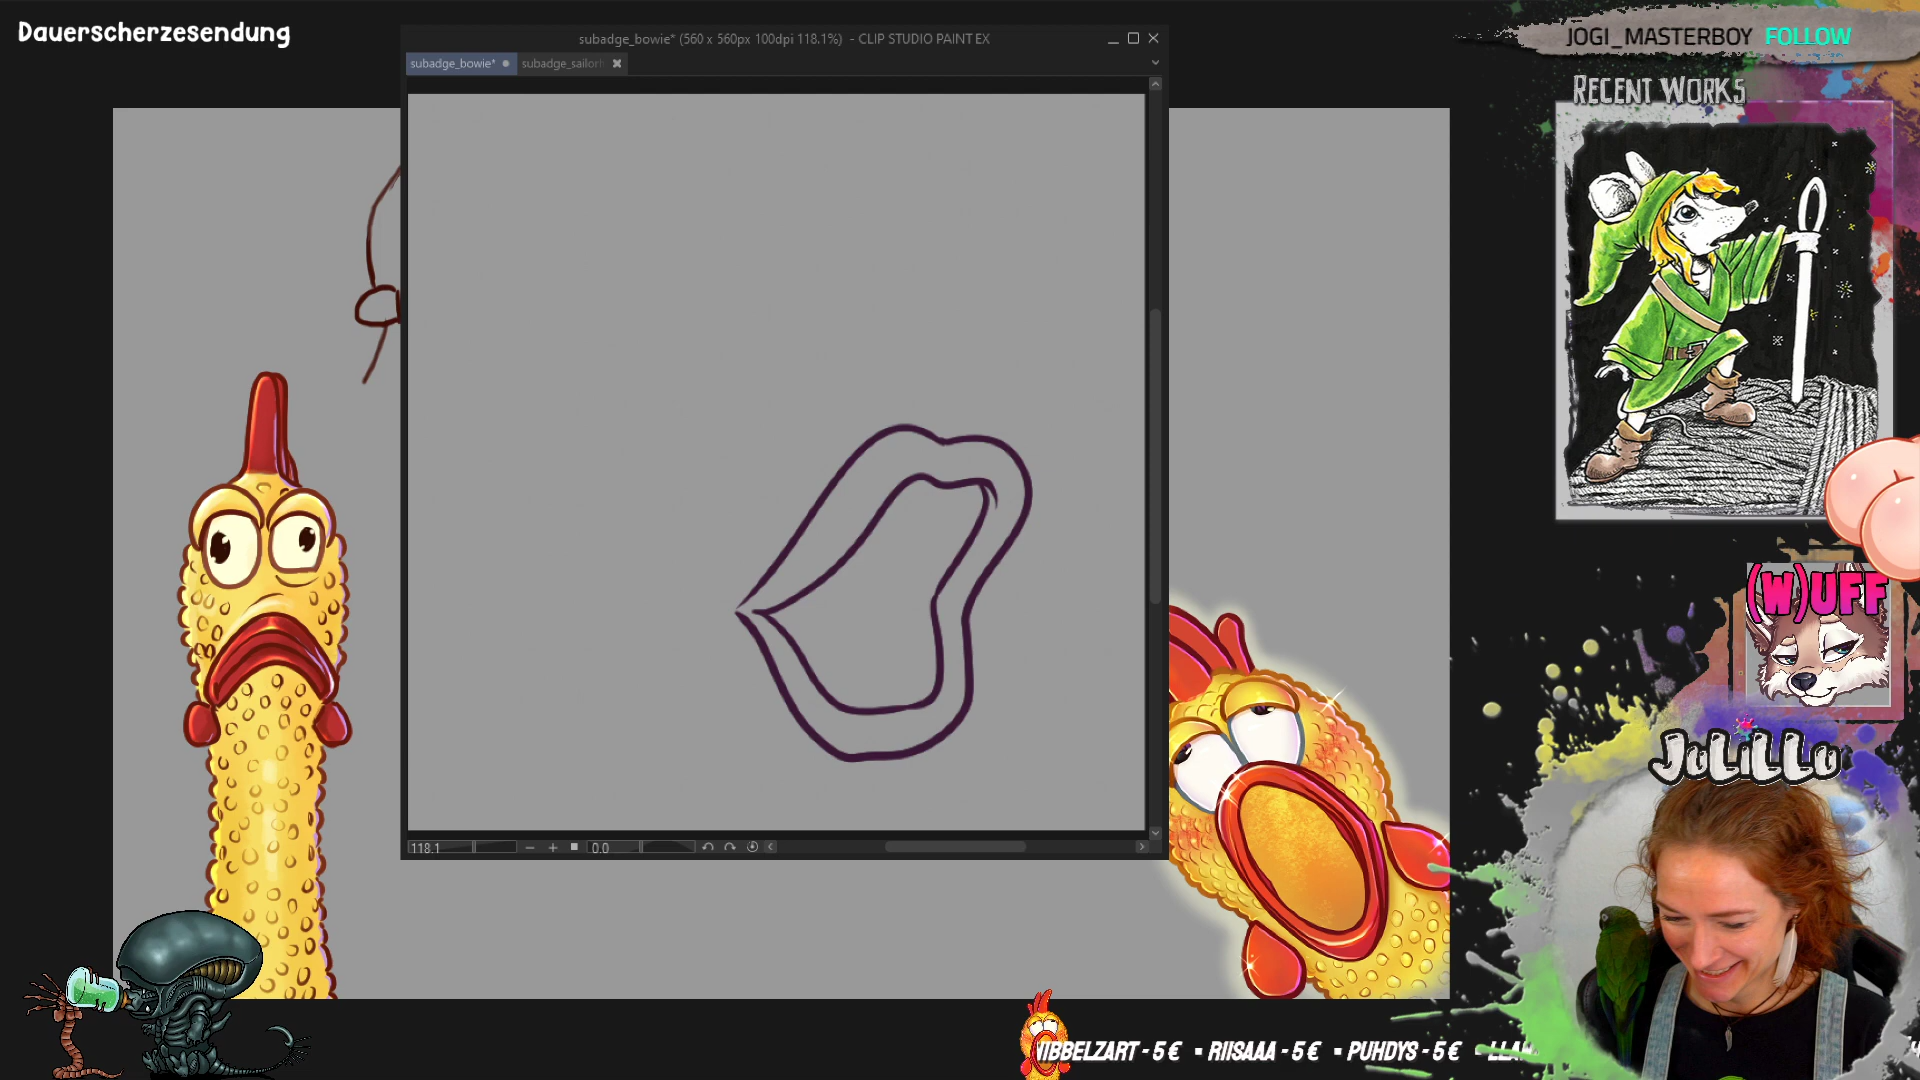 Dauerscherzesendung
subadge_bowie* (560 x 560px 100dpi 118.1%) - CLIP STUDIO PAINT EX
subadge_bowie*
subadge_sailor
JOGI_MASTERBOY FOLLOW
RECENT WORKS
(W)UFF
JULILLU
118.1
0.0
VIBBELZART - 5 € ▪ RIISAAA - 5 € ▪ PUHDYS - 5 €